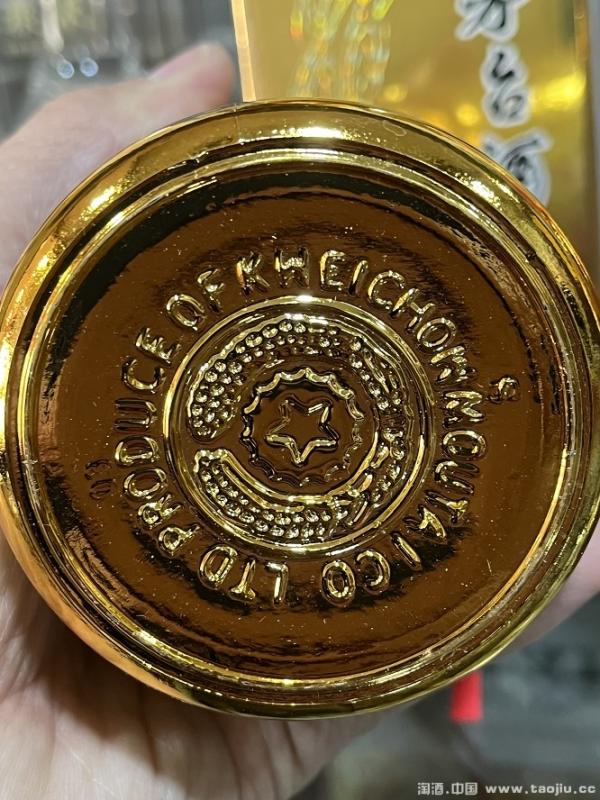 茅台酒
PRODUCE OF KWEICHOW MOUTAI CO LTD
淘酒.中国 www.taojiu.cc